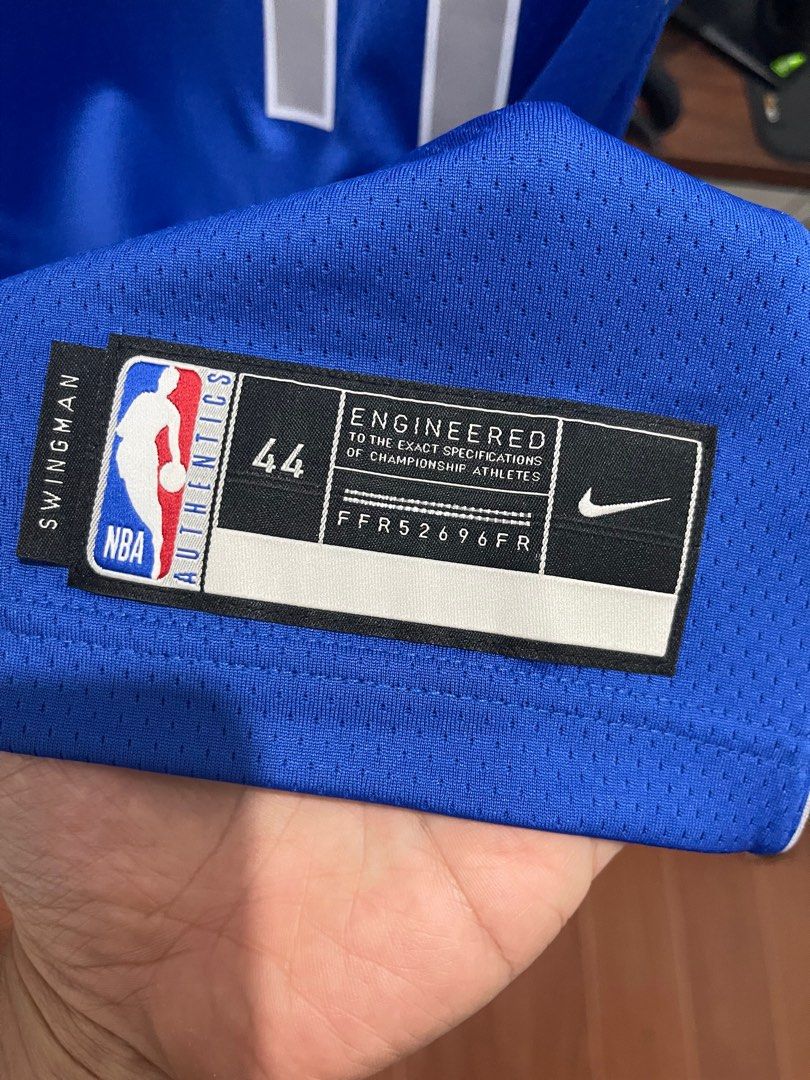 SWINGMAN
NBA
AUTHENTICS
44
ENGINEERED
TO THE EXACT SPECIFICATIONS
OF CHAMPIONSHIP ATHLETES
FFR52696FR